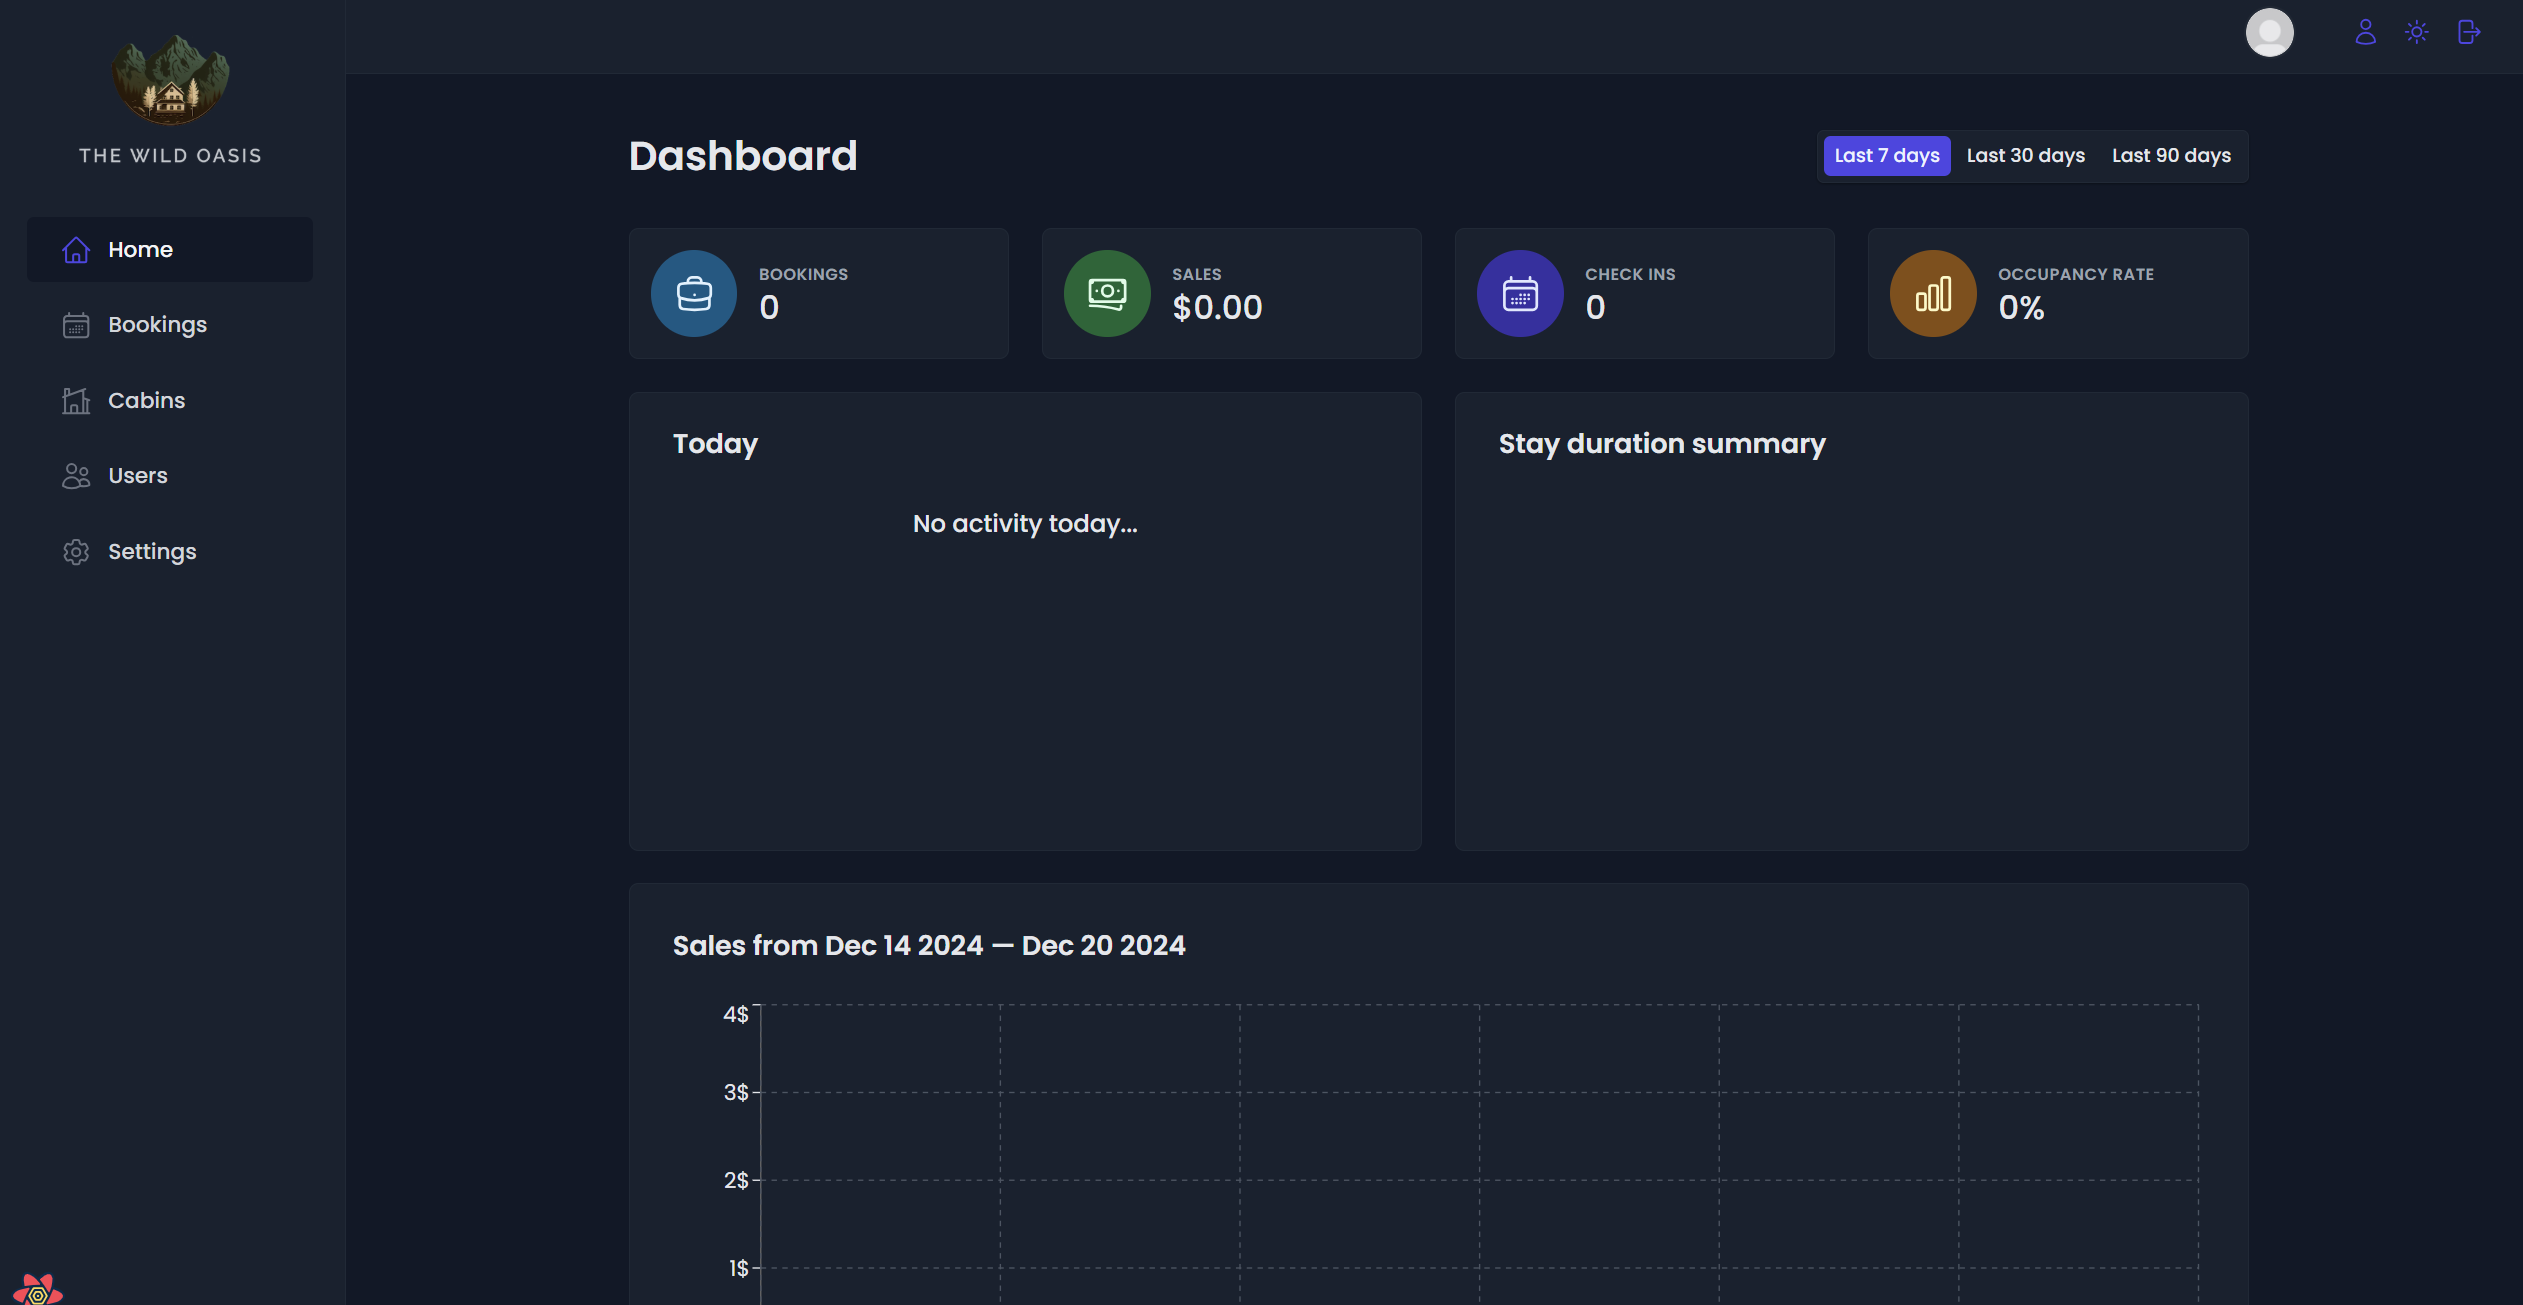 THE WILD OASIS
Home
Bookings
Cabins
Users
Settings
Dashboard
Last 7 days
Last 30 days
Last 90 days
BOOKINGS
0
SALES
$0.00
CHECK INS
0
OCCUPANCY RATE
0%
Today
No activity today...
Stay duration summary
Sales from Dec 14 2024 — Dec 20 2024
4$
3$
2$
1$